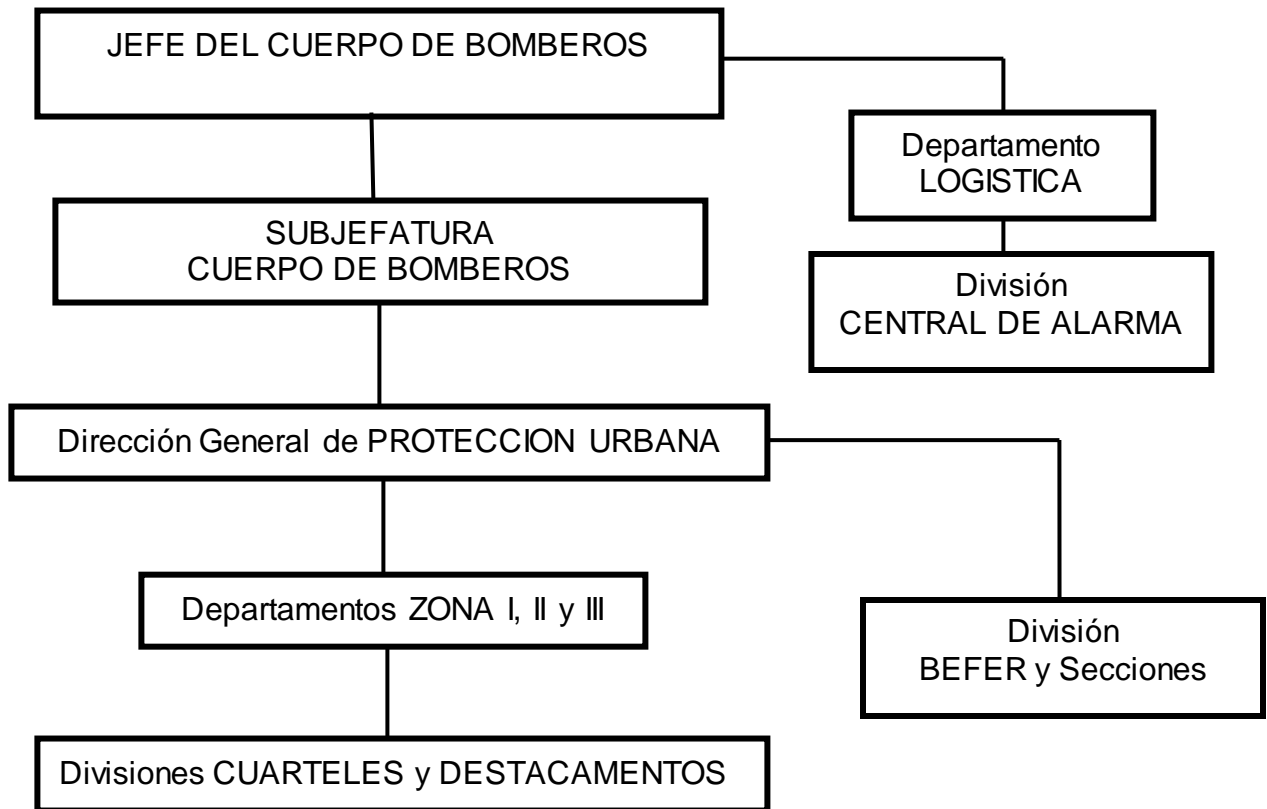 JEFE DEL CUERPO DE BOMBEROS
Departamento
LOGISTICA
SUBJEFATURA
CUERPO DE BOMBEROS
División
CENTRAL DE ALARMA
Dirección General de PROTECCION URBANA
Departamentos ZONA I, II y III
División
BEFER y Secciones
Divisiones CUARTELES y DESTACAMENTOS